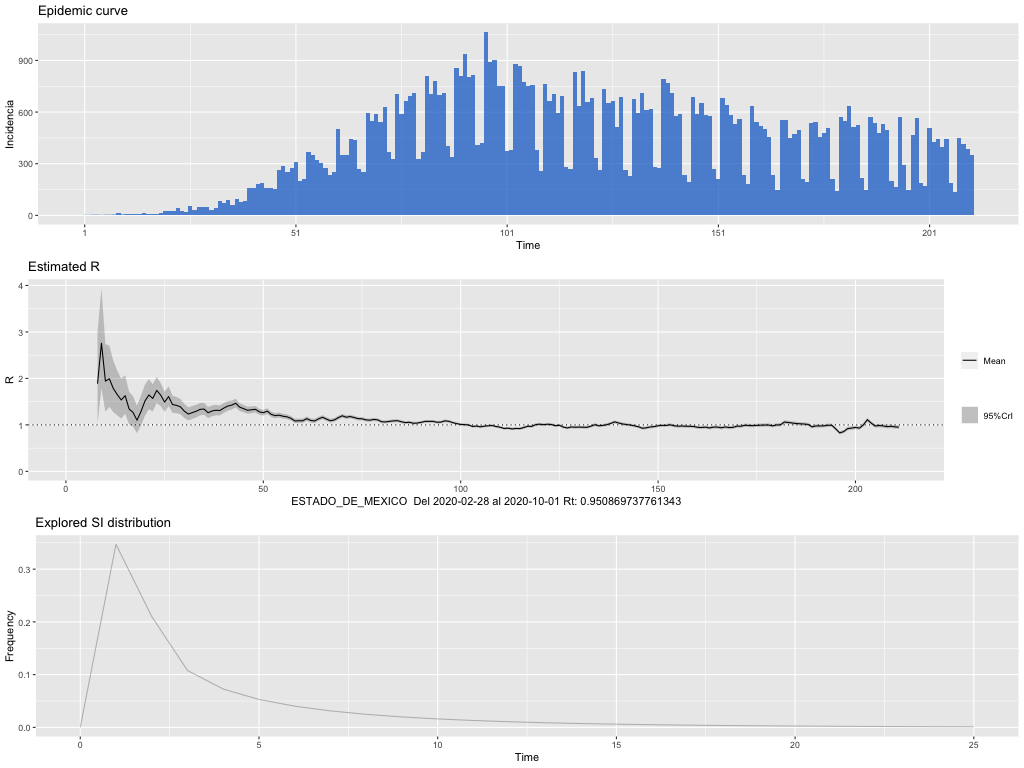 Epidemic curve
Incidencia
900
600
300
0
1 51 101 151 201
Time
Estimated R
R
4
3
2
1
0
0 50 100 150 200
Mean
95%CrI
ESTADO_DE_MEXICO Del 2020-02-28 al 2020-10-01 Rt: 0.950869737761343
Explored SI distribution
Frequency
0.3
0.2
0.1
0.0
0 5 10 15 20 25
Time